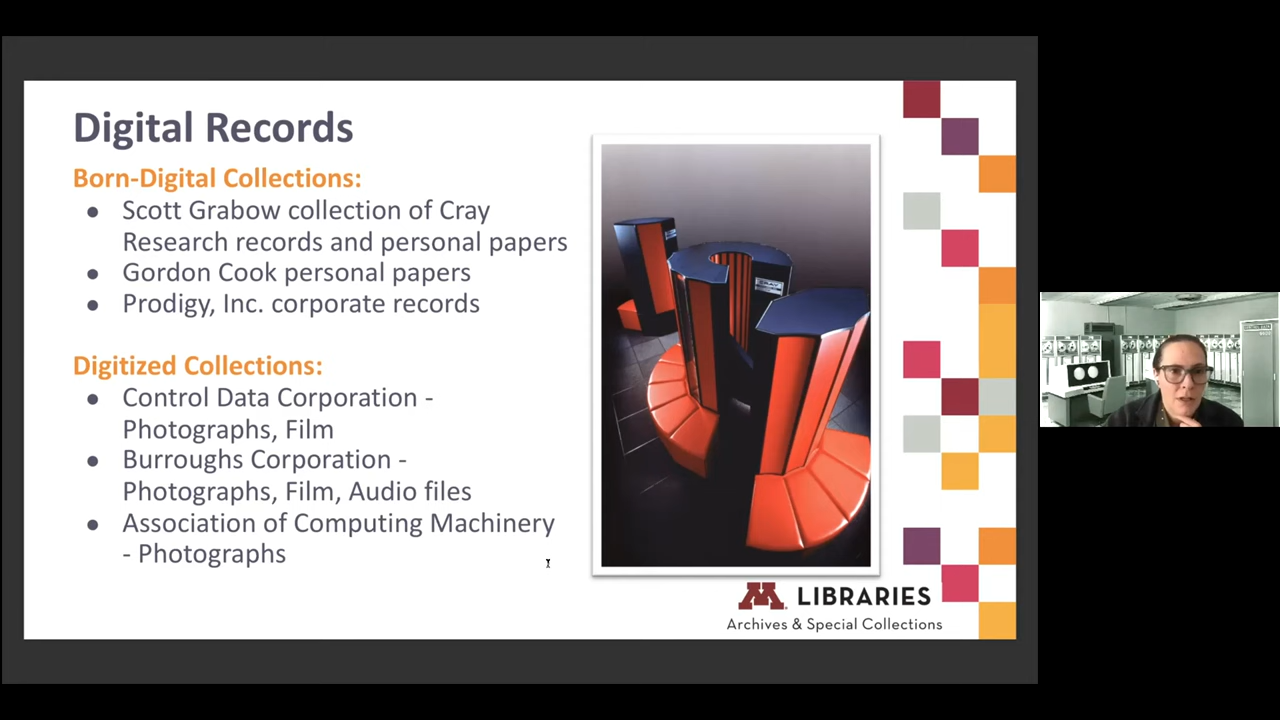 Digital Records
Born-Digital Collections:
● Scott Grabow collection of Cray
Research records and personal papers
● Gordon Cook personal papers
● Prodigy, Inc. corporate records
Digitized Collections:
● Control Data Corporation -
Photographs, Film
● Burroughs Corporation -
Photographs, Film, Audio files
● Association of Computing Machinery
- Photographs
CRAY
M LIBRARIES
Archives & Special Collections